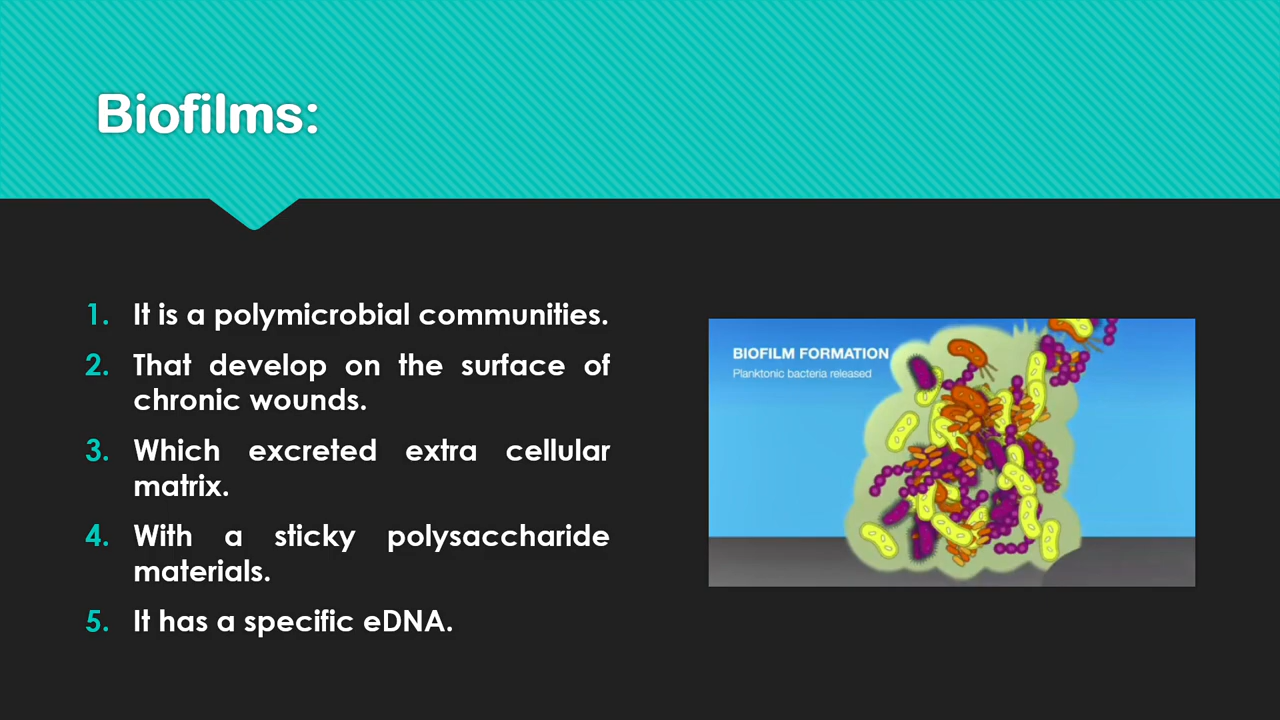 Biofilms:
1. It is a polymicrobial communities.
2. That develop on the surface of
chronic wounds.
3. Which excreted extra cellular
matrix.
4. With a sticky polysaccharide
materials.
5. It has a specific eDNA.
BIOFILM FORMATION
Planktonic bacteria released